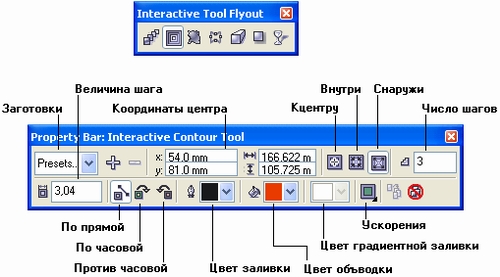 Interactive Tool Flyout
Величина шага
Внутри
Снаружи
Заготовки
Координаты центра
Кцентру
Число шагов
Property Bar: Interactive Contour Tool
Presets...
x: 54.0 mm
y: 81.0 mm
166.622 m
105.725 m
3
3,04
По прямой
Ускорения
По часовой
Цвет градиентной заливки
Против часовой
Цвет заливки
Цвет обводки